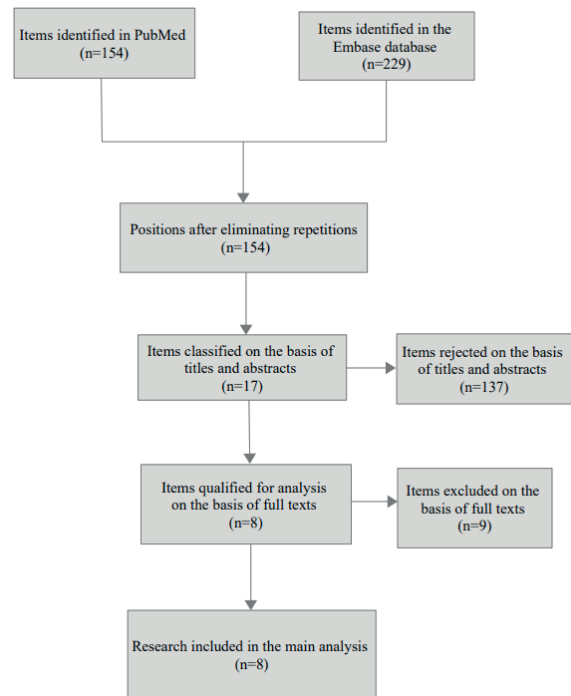 Items identified in PubMed
(n=154)
Items identified in the
Embase database
(n=229)
Positions after eliminating repetitions
(n=154)
Items classified on the basis of
titles and abstracts
(n=17)
Items rejected on the basis
of titles and abstracts
(n=137)
Items qualified for analysis
on the basis of full texts
(n=8)
Items excluded on the
basis of full texts
(n=9)
Research included in the main analysis
(n=8)